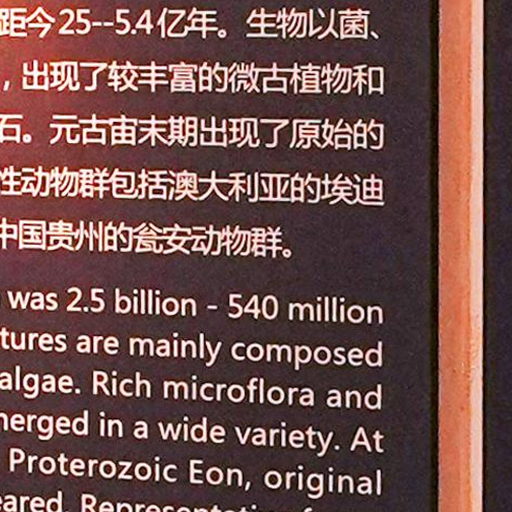 距今25--5.4亿年。生物以菌、
，出现了较丰富的微古植物和
石。元古宙末期出现了原始的
性动物群包括澳大利亚的埃迪
中国贵州的瓮安动物群。
was 2.5 billion - 540 million
tures are mainly composed
algae. Rich microflora and
merged in a wide variety. At
Proterozoic Eon, original
eared. Representative